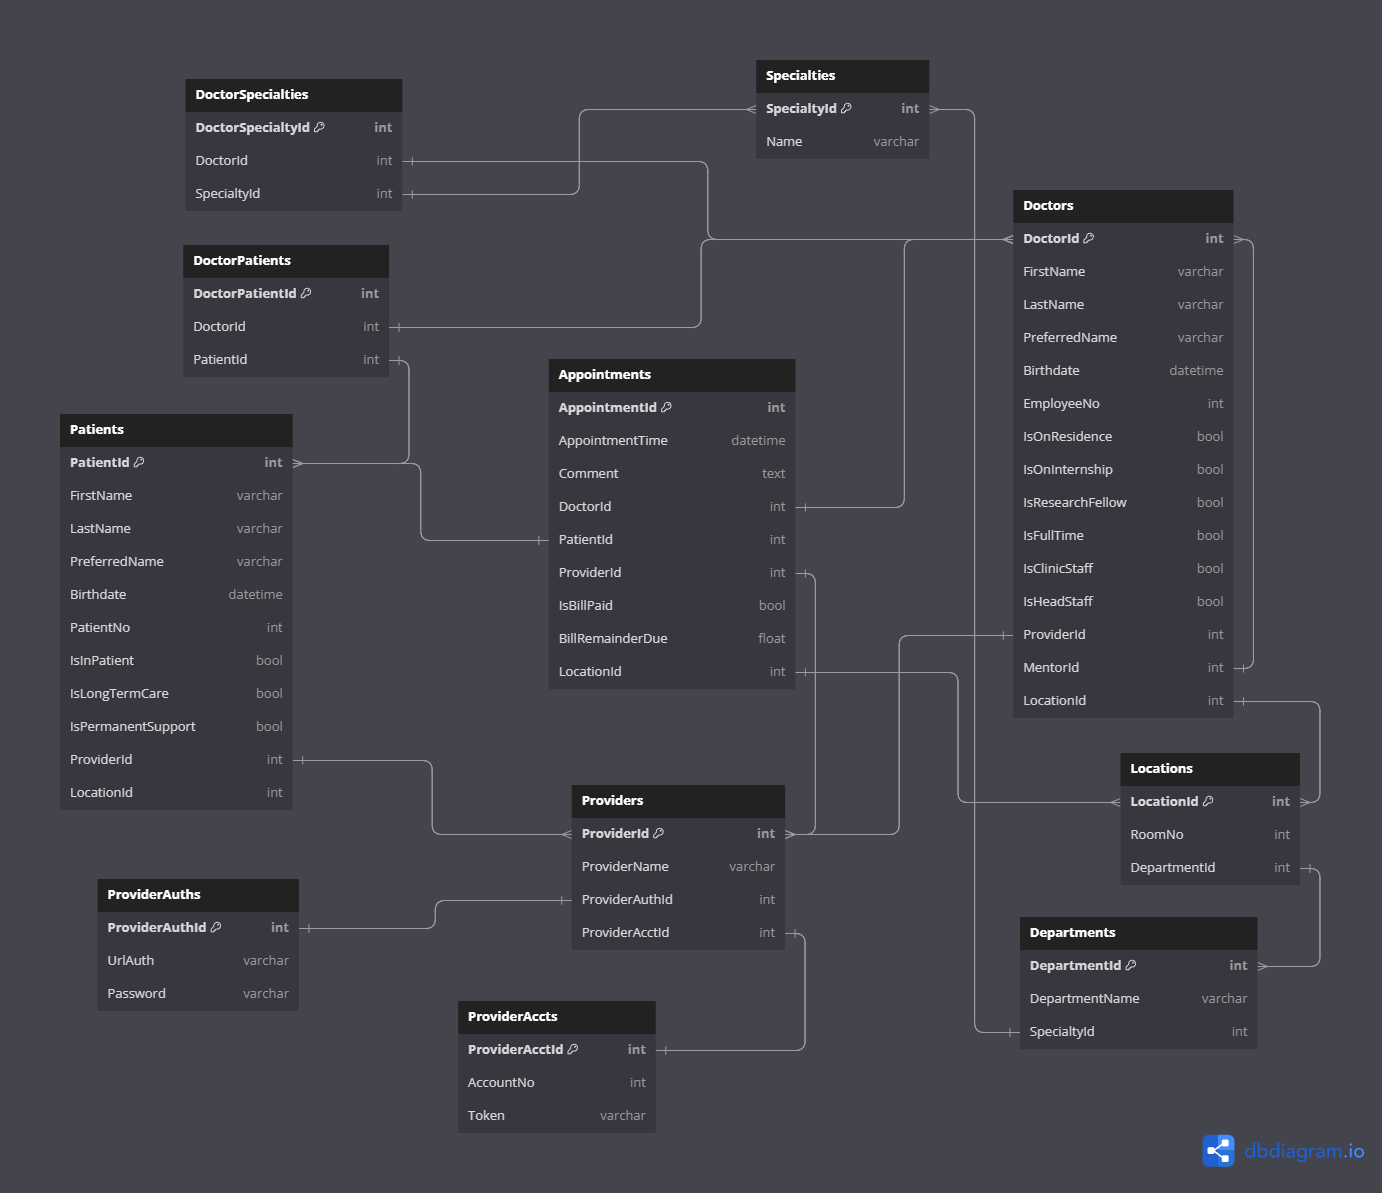 Specialties
SpecialtyId int
Name varchar
DoctorSpecialties
DoctorSpecialtyId int
DoctorId int
SpecialtyId int
Doctors
DoctorId int
FirstName varchar
LastName varchar
PreferredName varchar
Birthdate datetime
EmployeeNo int
IsOnResidence bool
IsOnInternship bool
IsResearchFellow bool
IsFullTime bool
IsClinicStaff bool
IsHeadStaff bool
ProviderId int
MentorId int
LocationId int
DoctorPatients
DoctorPatientId int
DoctorId int
PatientId int
Appointments
AppointmentId int
AppointmentTime datetime
Comment text
DoctorId int
PatientId int
ProviderId int
IsBillPaid bool
BillRemainderDue float
LocationId int
Patients
PatientId int
FirstName varchar
LastName varchar
PreferredName varchar
Birthdate datetime
PatientNo int
IsInPatient bool
IsLongTermCare bool
IsPermanentSupport bool
ProviderId int
LocationId int
Locations
LocationId int
RoomNo int
DepartmentId int
Providers
ProviderId int
ProviderName varchar
ProviderAuthId int
ProviderAcctId int
ProviderAuths
ProviderAuthId int
UrlAuth varchar
Password varchar
Departments
DepartmentId int
DepartmentName varchar
SpecialtyId int
ProviderAccts
ProviderAcctId int
AccountNo int
Token varchar
dbdiagram.io